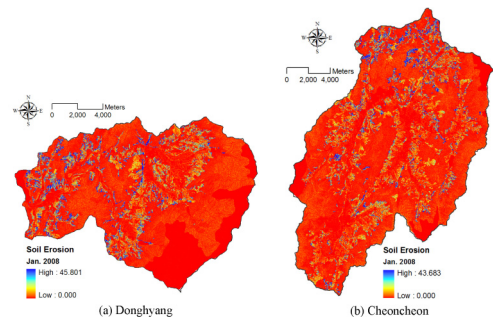 N
W E
S
Meters
0 2,000 4,000
Soil Erosion
Jan. 2008
High : 45.801
Low : 0.000
(a) Donghyang
N
W E
S
Meters
0 2,000 4,000
Soil Erosion
Jan. 2008
High : 43.683
Low : 0.000
(b) Cheoncheon